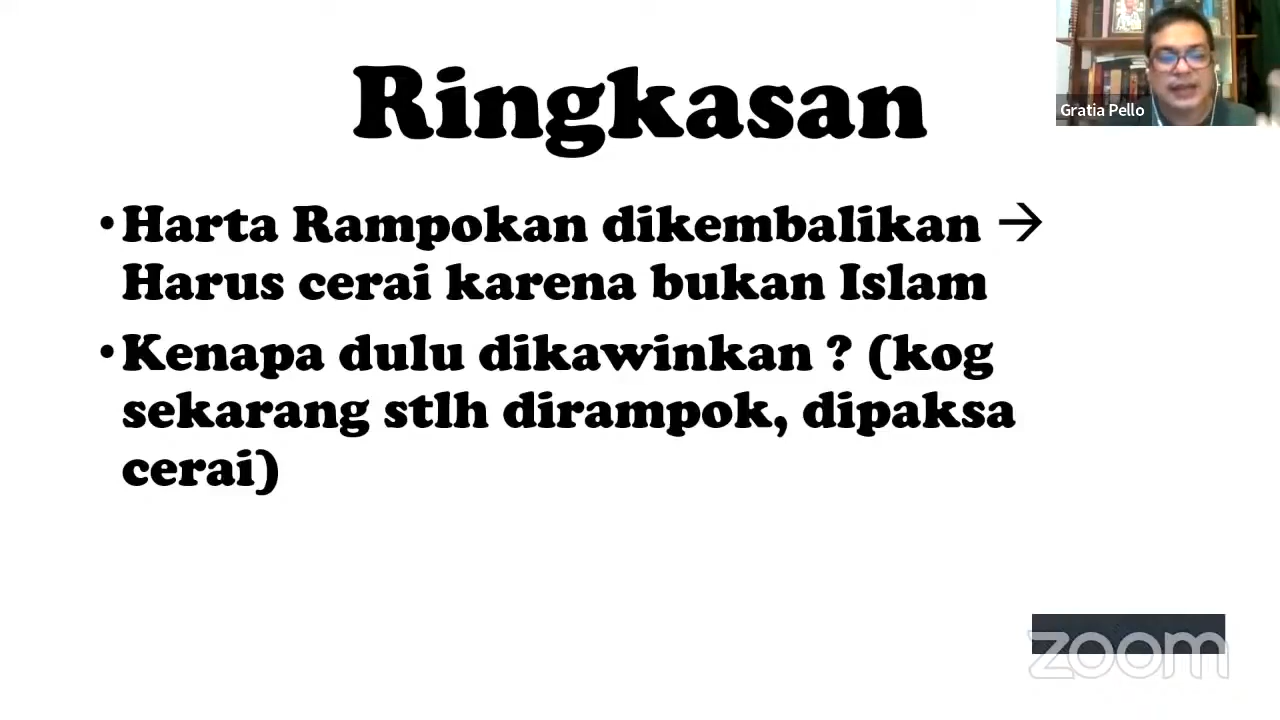 Ringkasan
Gratia Pello
•Harta Rampokan dikembalikan →
Harus cerai karena bukan Islam
•Kenapa dulu dikawinkan ? (kog
sekarang stlh dirampok, dipaksa
cerai)
zoom